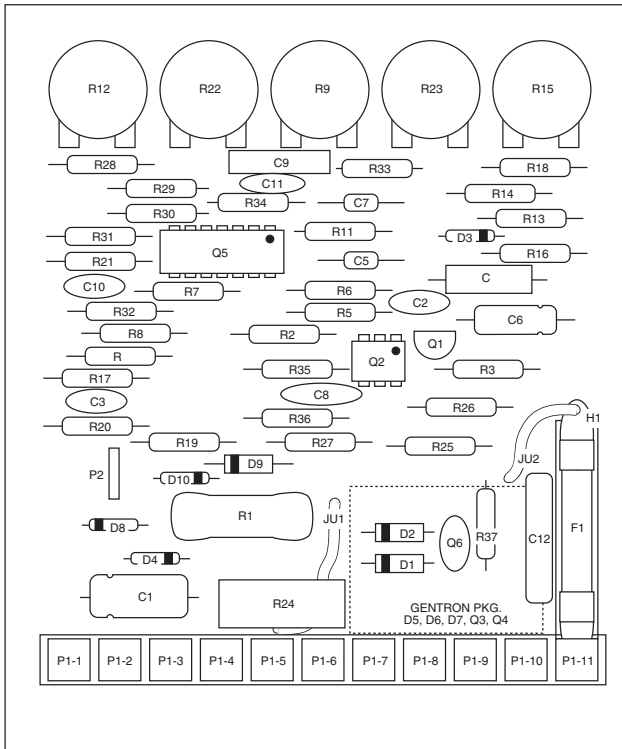 R12 R22 R9 R23 R15
R28 C9 R33 R18
R29 C11 R14
R30 R34 C7 R13
R31 R11 D3
R21 Q5 C5 R16
C10 R7 R6 C2 C
R32 R5 C6
R8 R2 Q1
R R35 Q2 R3
R17 C8
C3 R36 R26 H1
R20 R19 R27 R25
P2 D10 D9 JU2
D8 R1 JU1 D2 Q6 R37 C12 F1
D4 D1
C1 R24 GENTRON PKG.
D5, D6, D7, Q3, Q4
P1-1 P1-2 P1-3 P1-4 P1-5 P1-6 P1-7 P1-8 P1-9 P1-10 P1-11